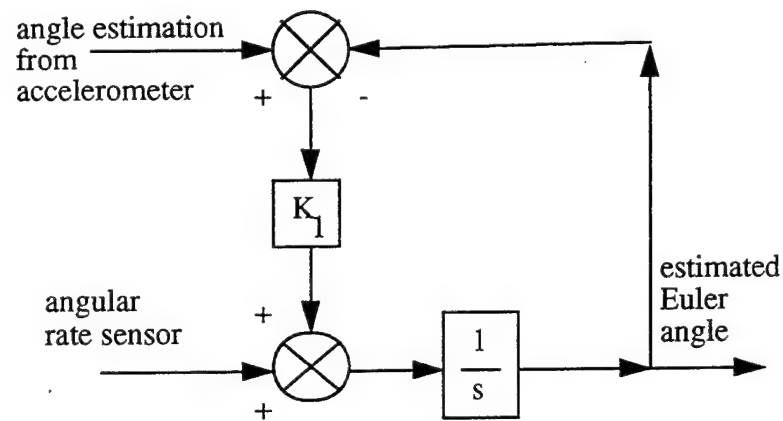 angle estimation
from
accelerometer
+
-
K1
angular
rate sensor
+
+
1
s
estimated
Euler
angle